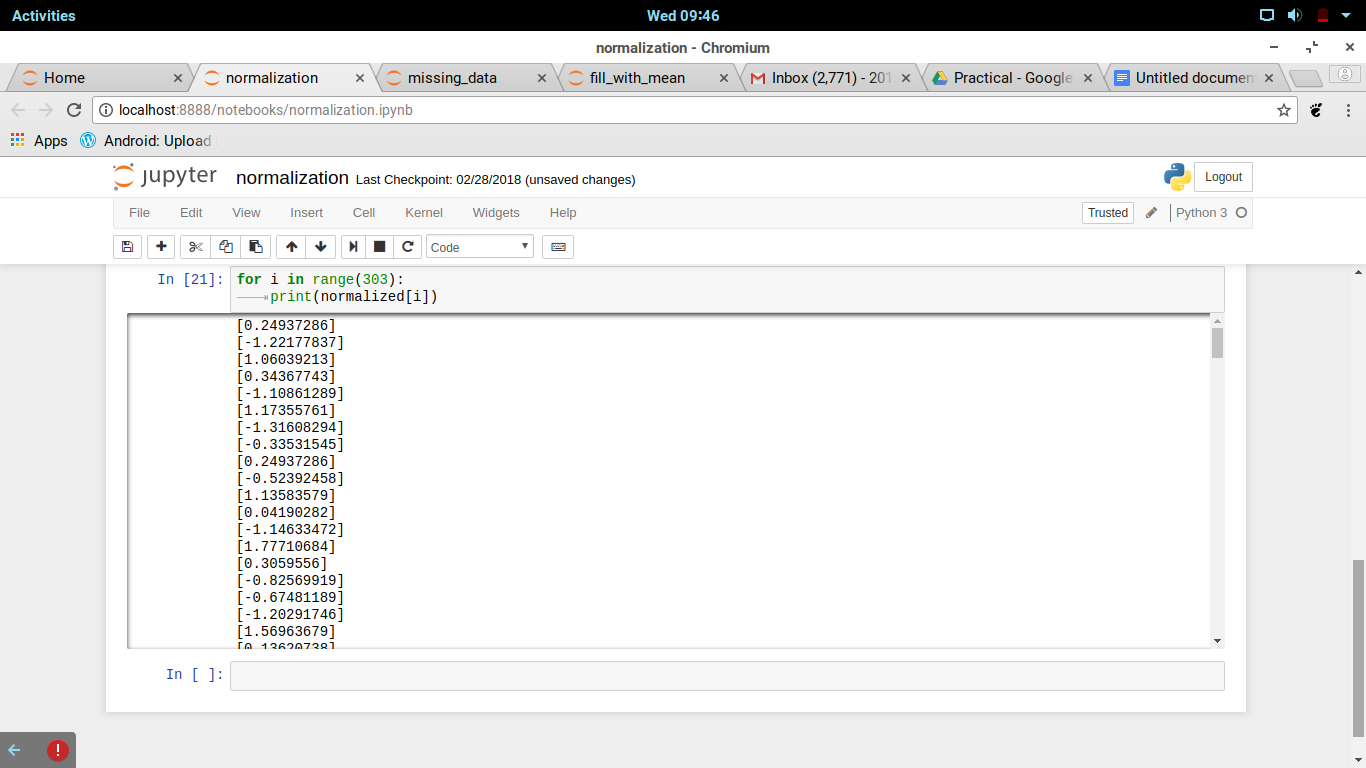 Activities
Wed 09:46
normalization - Chromium
Home
normalization
missing_data
fill_with_mean
Inbox (2,771) - 201
Practical - Google
Untitled documen
localhost:8888/notebooks/normalization.ipynb
Apps
Android: Upload
jupyter normalization Last Checkpoint: 02/28/2018 (unsaved changes)
Logout
File Edit View Insert Cell Kernel Widgets Help
Trusted
Python 3
Code
In [21]: for i in range(303):
print(normalized[i])
[0.24937286]
[-1.22177837]
[1.06039213]
[0.34367743]
[-1.10861289]
[1.17355761]
[-1.31608294]
[-0.33531545]
[0.24937286]
[-0.52392458]
[1.13583579]
[0.04190282]
[-1.14633472]
[1.77710684]
[0.3059556]
[-0.82569919]
[-0.67481189]
[-1.20291746]
[1.56963679]
[0.13620738]
In [ ]: